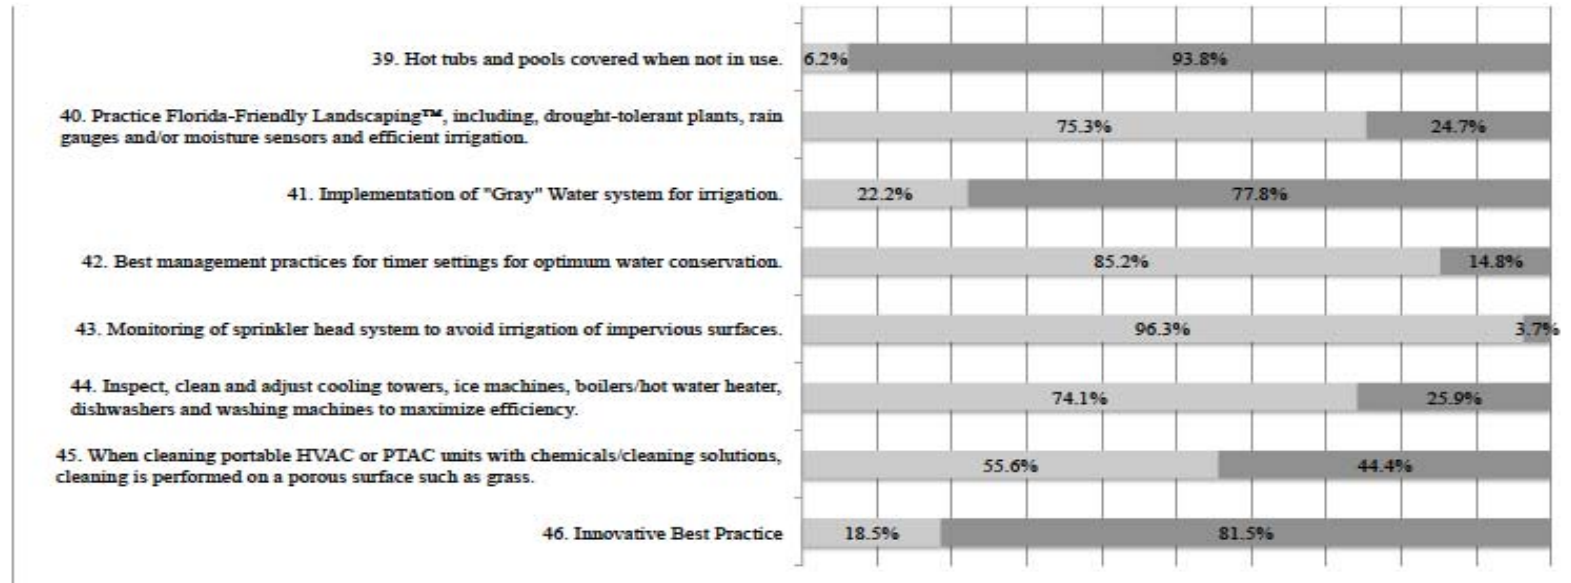 39. Hot tubs and pools covered when not in use. 6.2% 93.8%
40. Practice Florida-Friendly Landscaping™, including, drought-tolerant plants, rain
gauges and/or moisture sensors and efficient irrigation. 75.3% 24.7%
41. Implementation of "Gray" Water system for irrigation. 22.2% 77.8%
42. Best management practices for timer settings for optimum water conservation. 85.2% 14.8%
43. Monitoring of sprinkler head system to avoid irrigation of impervious surfaces. 96.3% 3.7%
44. Inspect, clean and adjust cooling towers, ice machines, boilers/hot water heater,
dishwashers and washing machines to maximize efficiency. 74.1% 25.9%
45. When cleaning portable HVAC or PTAC units with chemicals/cleaning solutions,
cleaning is performed on a porous surface such as grass. 55.6% 44.4%
46. Innovative Best Practice 18.5% 81.5%